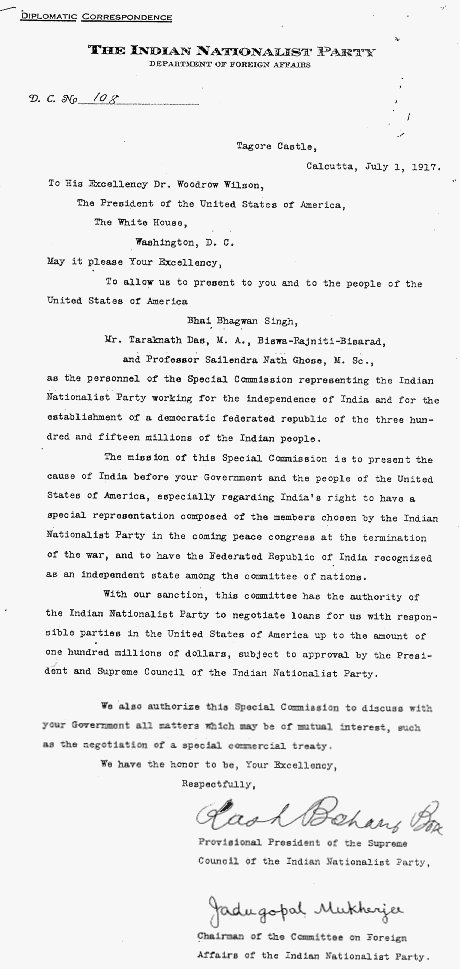 DIPLOMATIC CORRESPONDENCE
THE INDIAN NATIONALIST PARTY
DEPARTMENT OF FOREIGN AFFAIRS
D. C. No 108
Tagore Castle,
Calcutta, July 1, 1917.
To His Excellency Dr. Woodrow Wilson,
The President of the United States of America,
The White House,
Washington, D. C.
May it please Your Excellency,
To allow us to present to you and to the people of the
United States of America
Bhai Bhagwan Singh,
Mr. Taraknath Das, M. A., Biswa-Rajniti-Bisarad,
and Professor Sailendra Nath Ghose, M. Sc.,
as the personnel of the Special Commission representing the Indian
Nationalist Party working for the independence of India and for the
establishment of a democratic federated republic of the three hun-
dred and fifteen millions of the Indian people.
The mission of this Special Commission is to present the
cause of India before your Government and the people of the United
States of America, especially regarding India's right to have a
special representation composed of the members chosen by the Indian
Nationalist Party in the coming peace congress at the termination
of the war, and to have the Federated Republic of India recognized
as an independent state among the committee of nations.
With our sanction, this committee has the authority of
the Indian Nationalist Party to negotiate loans for us with respon-
sible parties in the United States of America up to the amount of
one hundred millions of dollars, subject to approval by the Presi-
dent and Supreme Council of the Indian Nationalist Party.
We also authorize this Special Commission to discuss with
your Government all matters which may be of mutual interest, such
as the negotiation of a special commercial treaty.
We have the honor to be, Your Excellency,
Respectfully,
Rash Behary Bose
Provisional President of the Supreme
Council of the Indian Nationalist Party,
Jadugopal Mukherjee
Chairman of the Committee on Foreign
Affairs of the Indian Nationalist Party.